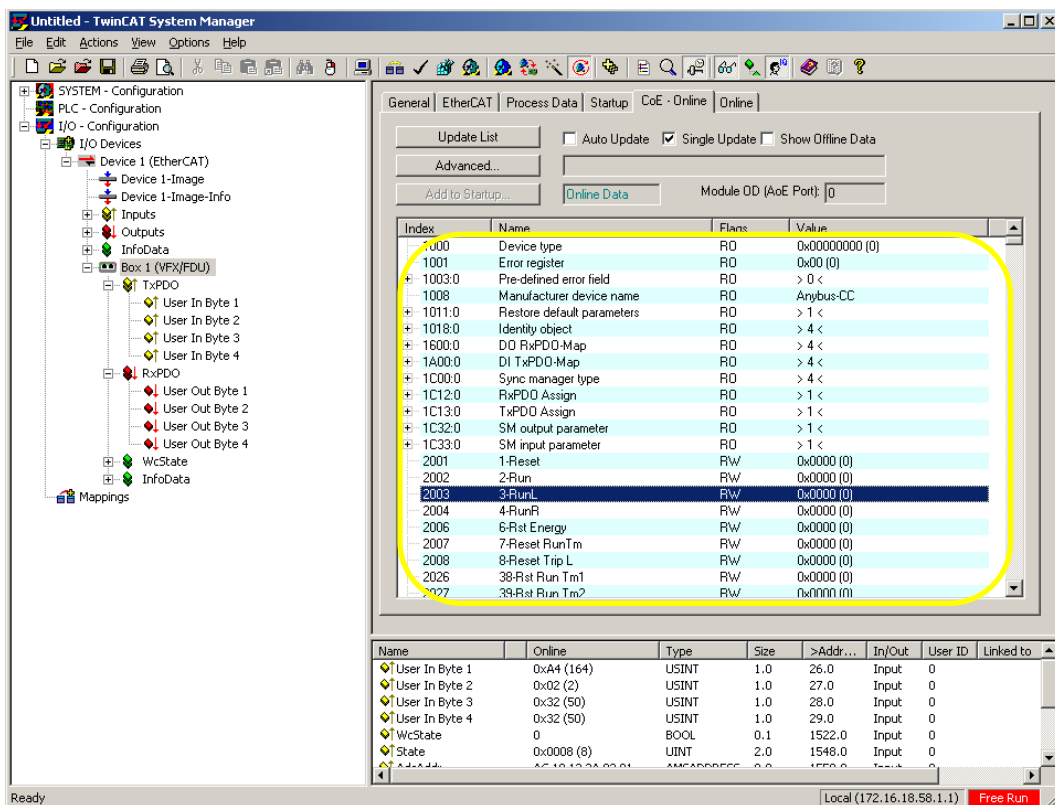 Untitled - TwinCAT System Manager
File Edit Actions View Options Help
SYSTEM - Configuration
PLC - Configuration
I/O - Configuration
I/O Devices
Device 1 (EtherCAT)
Device 1-Image
Device 1-Image-Info
Inputs
Outputs
InfoData
Box 1 (VFX/FDU)
TxPDO
User In Byte 1
User In Byte 2
User In Byte 3
User In Byte 4
RxPDO
User Out Byte 1
User Out Byte 2
User Out Byte 3
User Out Byte 4
WcState
InfoData
Mappings
General EtherCAT Process Data Startup CoE - Online Online
Update List Auto Update Single Update Show Offline Data
Advanced...
Add to Startup... Online Data Module OD (AoE Port): 0
Index Name Flags Value
1000 Device type RO 0x00000000 (0)
1001 Error register RO 0x00 (0)
1003:0 Pre-defined error field RO > 0 <
1008 Manufacturer device name RO Anybus-CC
1011:0 Restore default parameters RO > 1 <
1018:0 Identity object RO > 4 <
1600:0 DO RxPDO-Map RO > 4 <
1A00:0 DI TxPDO-Map RO > 4 <
1C00:0 Sync manager type RO > 4 <
1C12:0 RxPDO Assign RO > 1 <
1C13:0 TxPDO Assign RO > 1 <
1C32:0 SM output parameter RO > 1 <
1C33:0 SM input parameter RO > 1 <
2001 1-Reset RW 0x0000 (0)
2002 2-Run RW 0x0000 (0)
2003 3-RunL RW 0x0000 (0)
2004 4-RunR RW 0x0000 (0)
2006 6-Rst Energy RW 0x0000 (0)
2007 7-Reset RunTm RW 0x0000 (0)
2008 8-Reset Trip L RW 0x0000 (0)
2026 38-Rst Run Tm1 RW 0x0000 (0)
2027 39-Rst Run Tm2 RW 0x0000 (0)
Name Online Type Size >Addr... In/Out User ID Linked to
User In Byte 1 0xA4 (164) USINT 1.0 26.0 Input 0
User In Byte 2 0x02 (2) USINT 1.0 27.0 Input 0
User In Byte 3 0x32 (50) USINT 1.0 28.0 Input 0
User In Byte 4 0x32 (50) USINT 1.0 29.0 Input 0
WcState 0 BOOL 0.1 1522.0 Input 0
State 0x0008 (8) UINT 2.0 1548.0 Input 0
Ready Local (172.16.18.58.1.1) Free Run